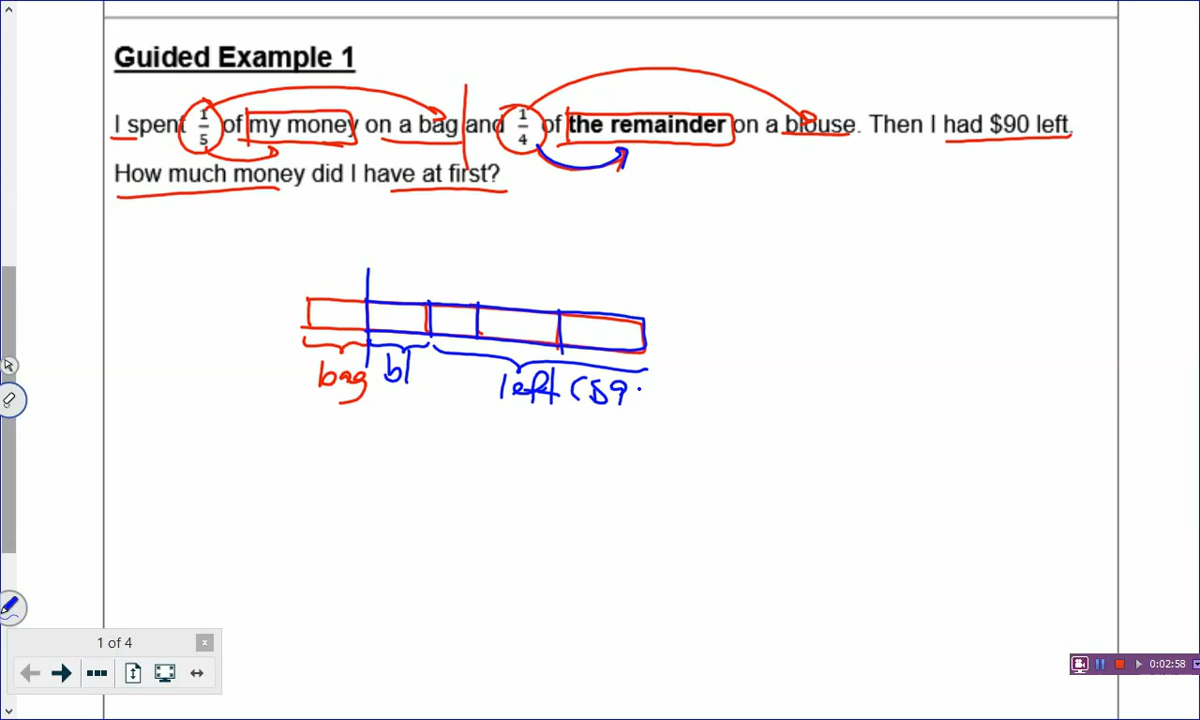 Guided Example 1
I spent 1/5 of my money on a bag and 1/4 of the remainder on a blouse. Then I had $90 left.
How much money did I have at first?
bag bl left ($9
1 of 4
0:02:58